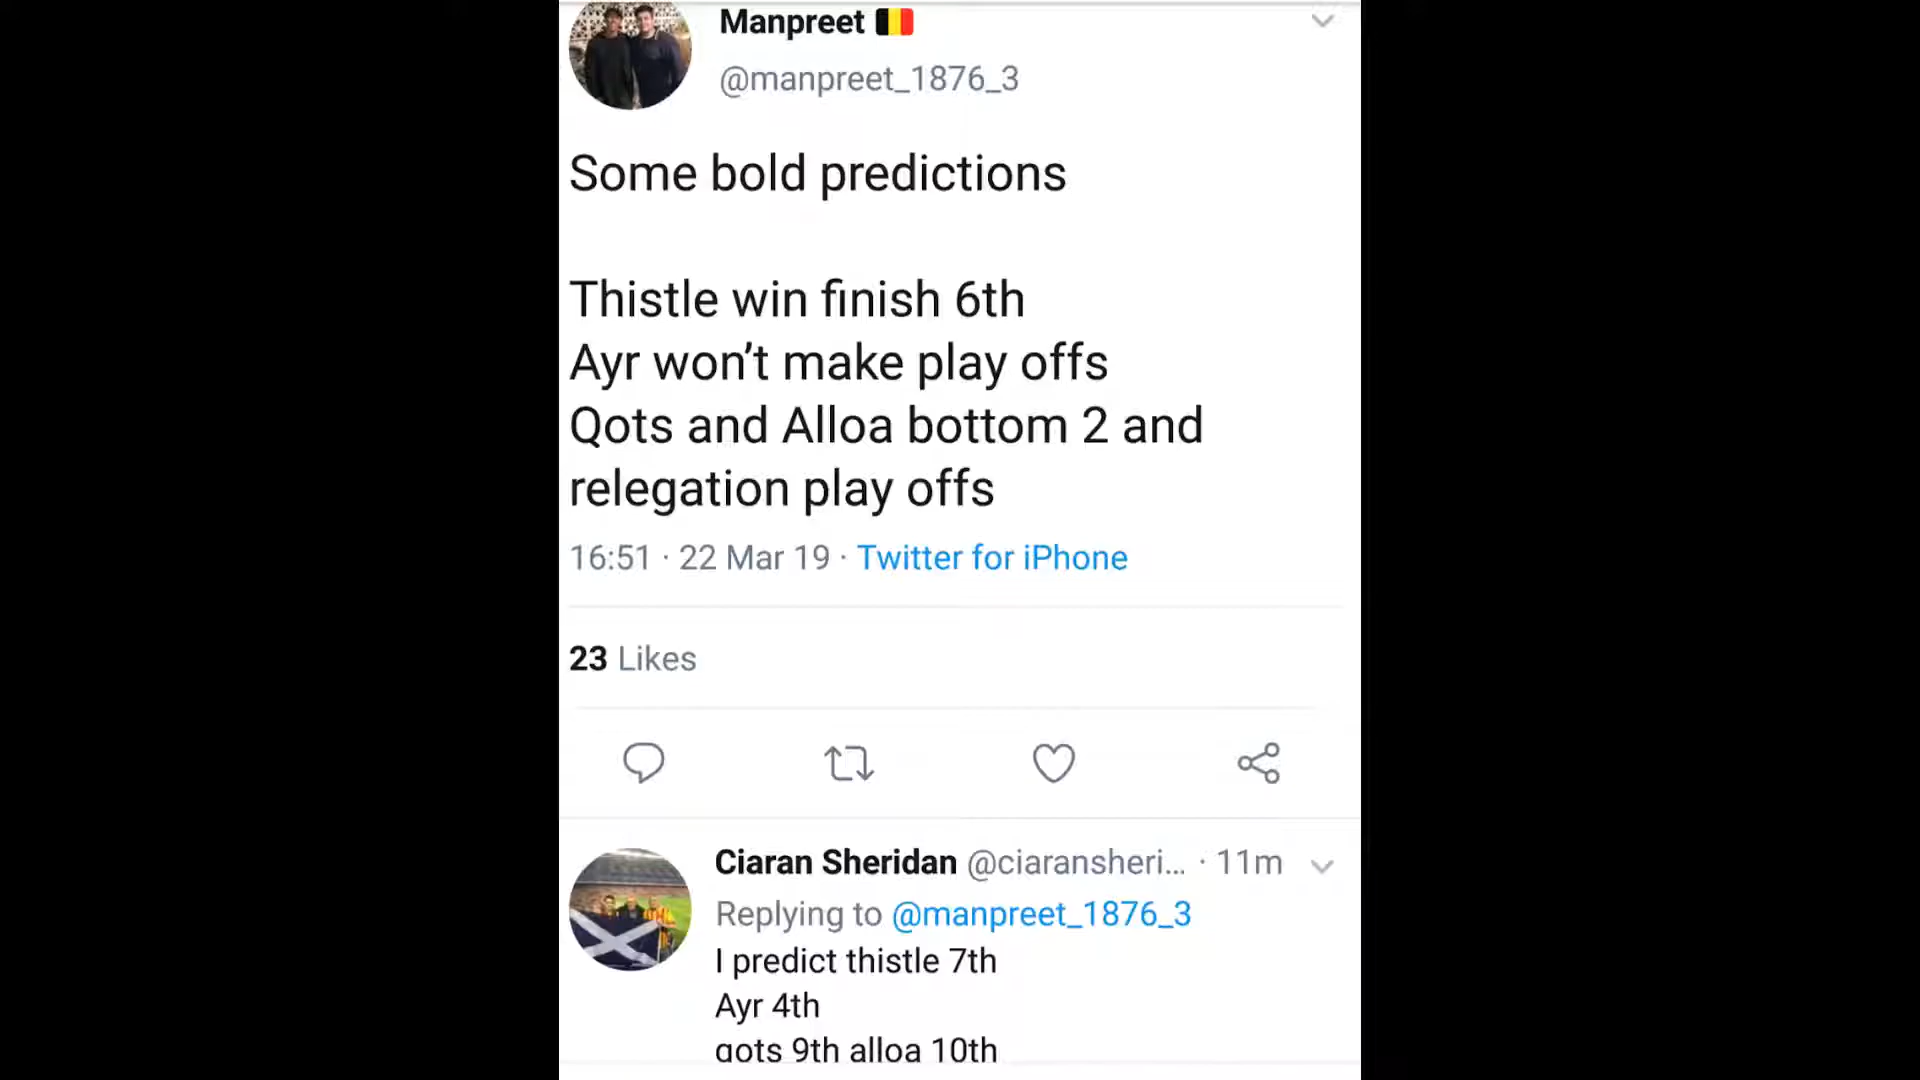 Manpreet 🇧🇪
@manpreet_1876_3
Some bold predictions
Thistle win finish 6th
Ayr won’t make play offs
Qots and Alloa bottom 2 and
relegation play offs
16:51 · 22 Mar 19 · Twitter for iPhone
23 Likes
Ciaran Sheridan @ciaransheri... · 11m
Replying to @manpreet_1876_3
I predict thistle 7th
Ayr 4th
qots 9th alloa 10th